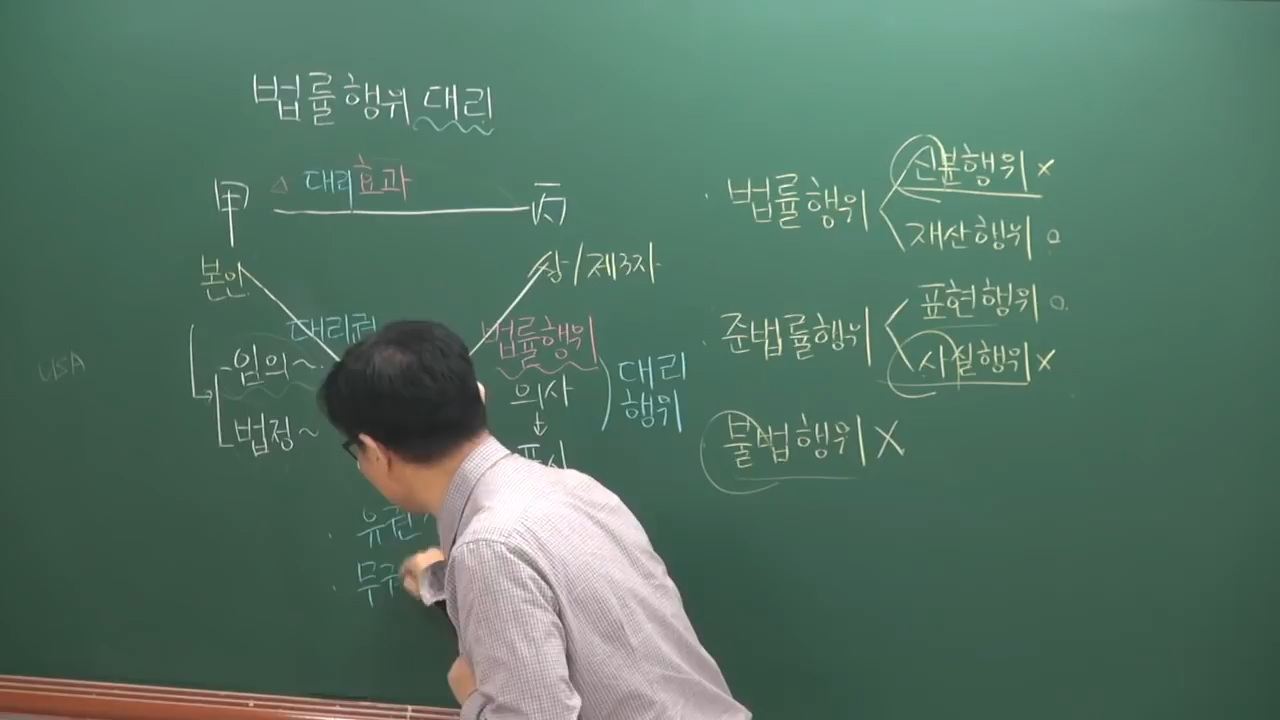 법률행위 대리
△ 대리효과
甲 丙
본인
상/제3자
대리권
임의~
법정~
법률행위
의사
↓
표시
대리
행위
· 유권
· 무권
· 법률행위
신분행위 x
재산행위 o
· 준법률행위
표현행위 o
사실행위 x
불법행위 X
USA